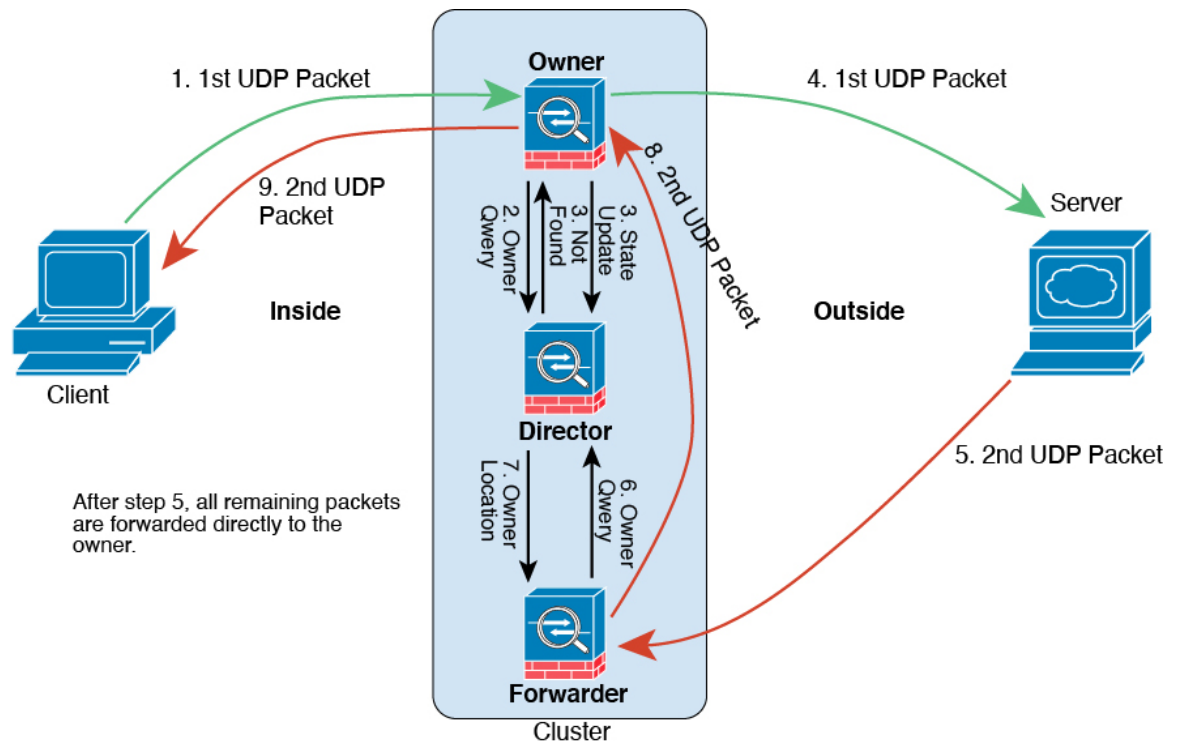 Owner
1. 1st UDP Packet
4. 1st UDP Packet
9. 2nd UDP
Packet
2. Owner
Qwery
3. Not
Found
3. State
Update
8. 2nd UDP Packet
Server
Inside
Outside
Client
Director
5. 2nd UDP Packet
7. Owner
Location
6. Owner
Qwery
After step 5, all remaining packets
are forwarded directly to the
owner.
Forwarder
Cluster